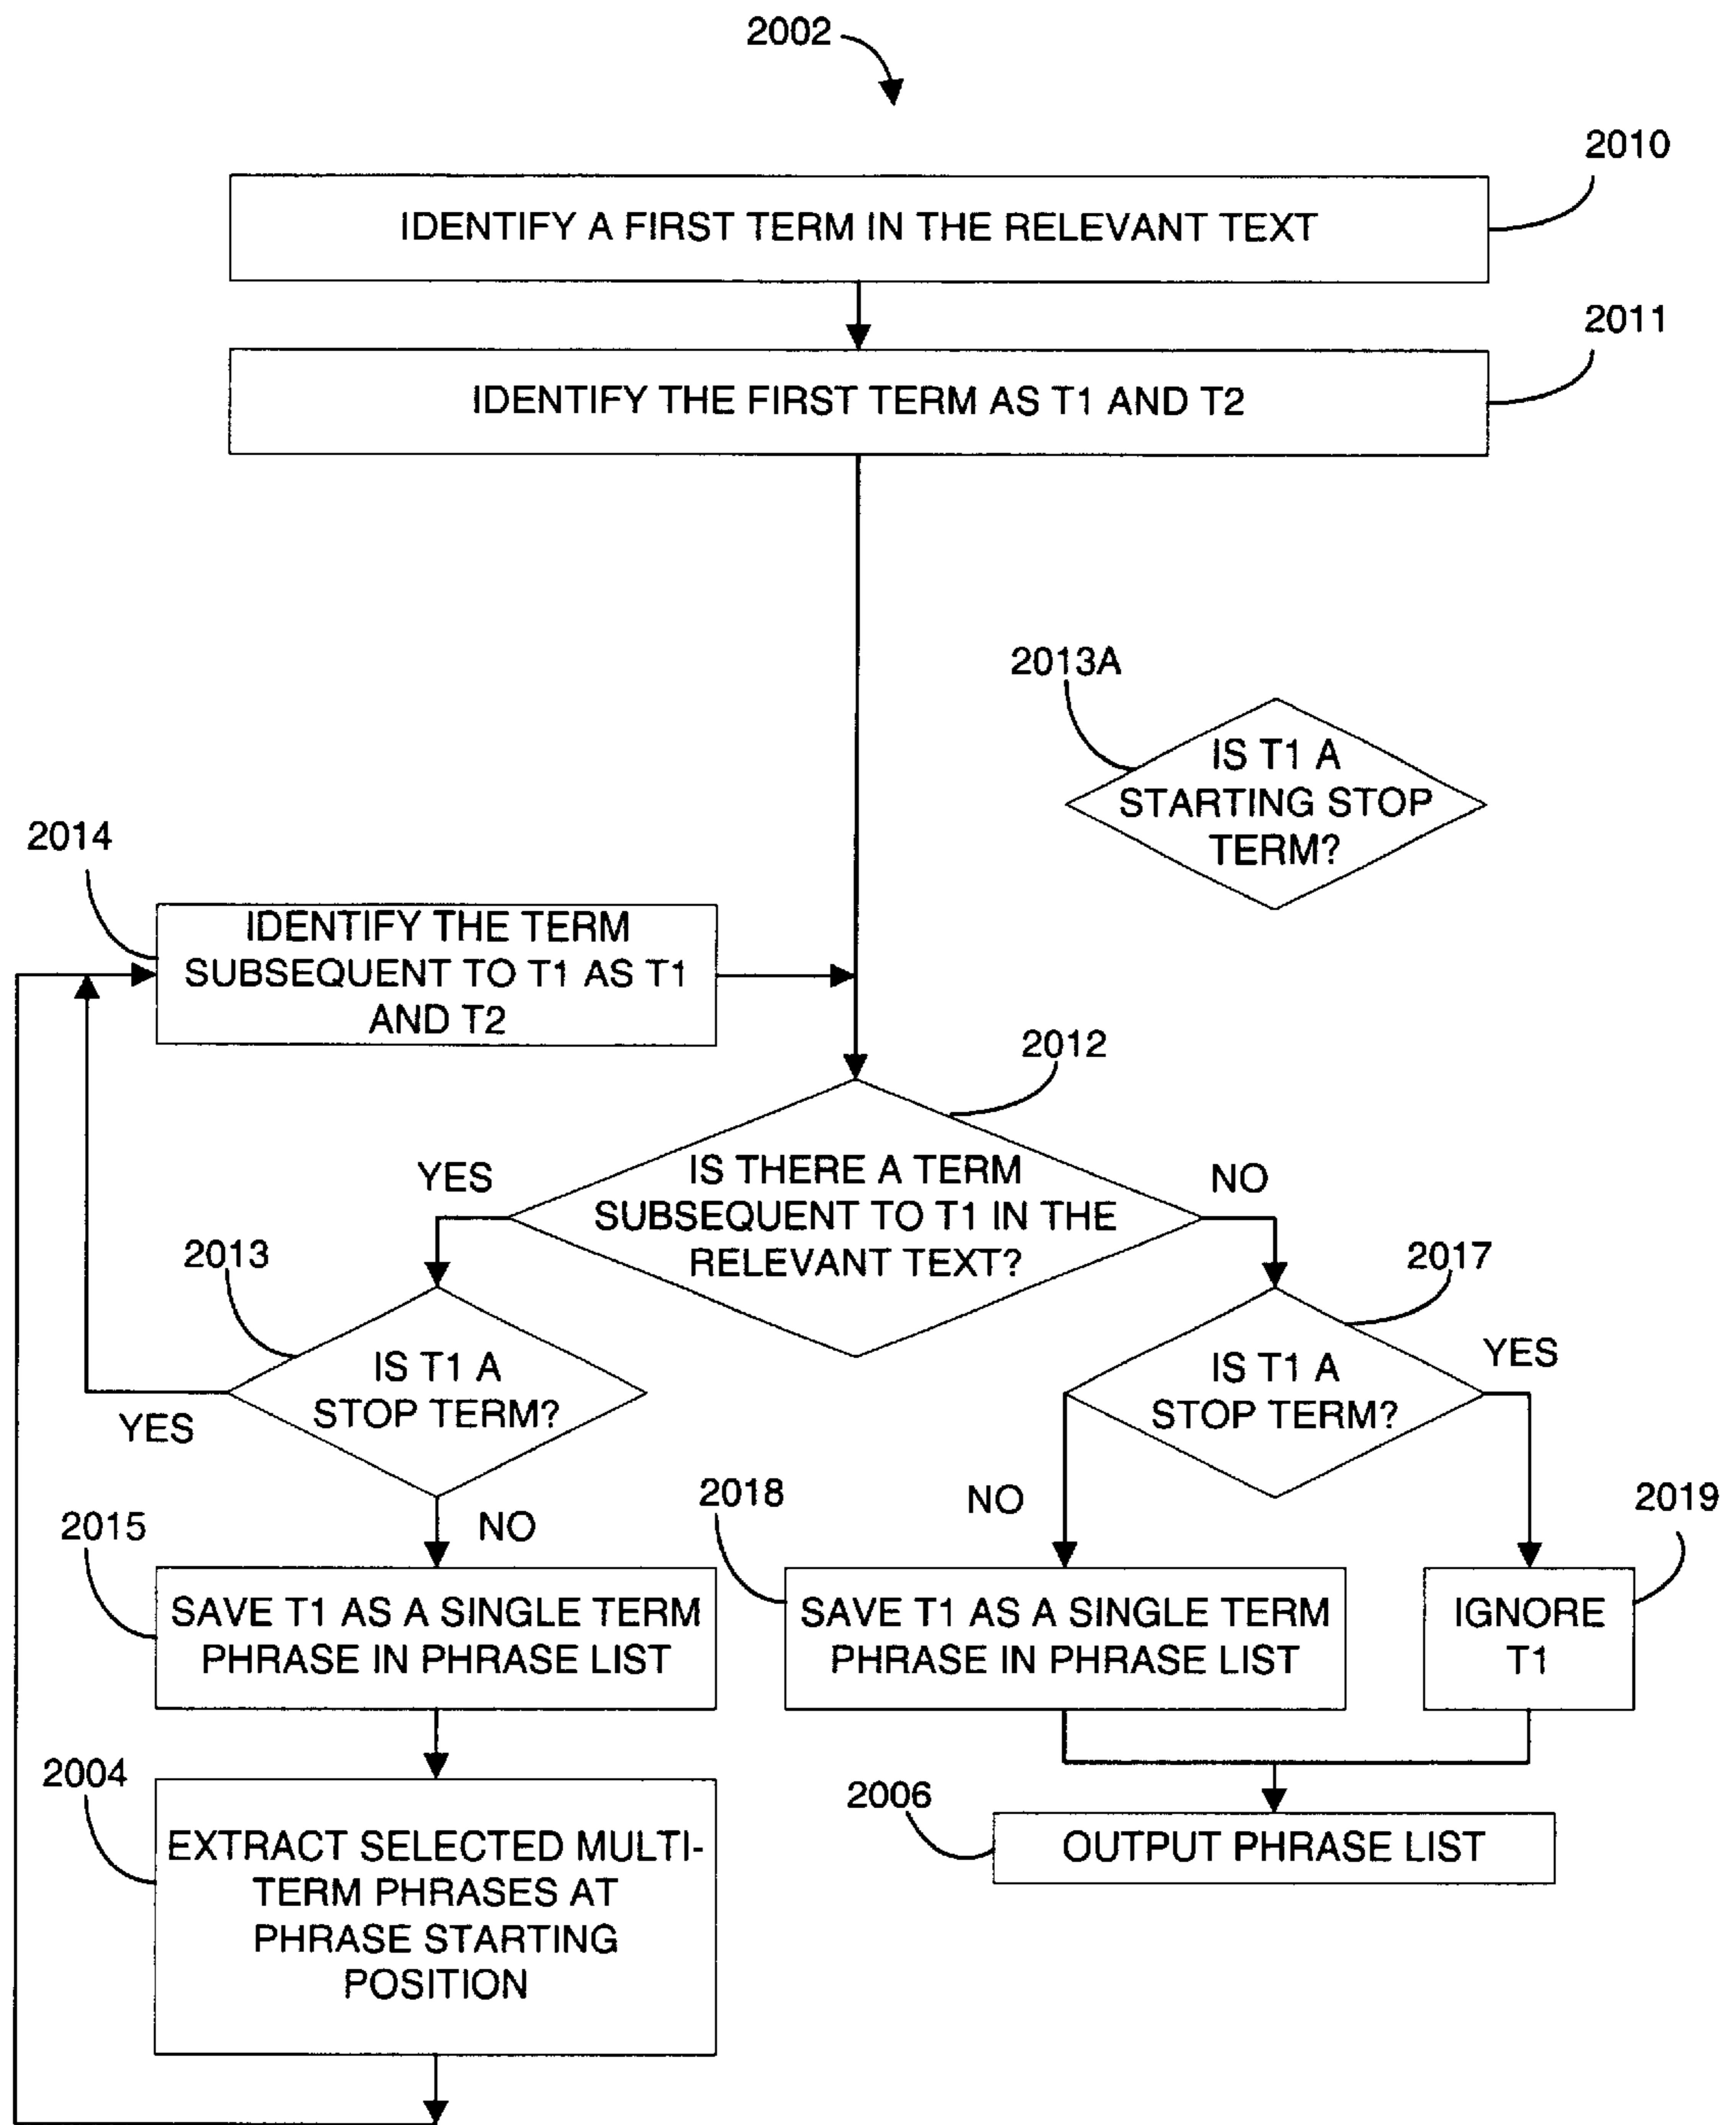 2002
2010
IDENTIFY A FIRST TERM IN THE RELEVANT TEXT
2011
IDENTIFY THE FIRST TERM AS T1 AND T2
2013A
IS T1 A
STARTING STOP
TERM?
2014
IDENTIFY THE TERM
SUBSEQUENT TO T1 AS T1
AND T2
2012
IS THERE A TERM
SUBSEQUENT TO T1 IN THE
RELEVANT TEXT?
YES
NO
2013
IS T1 A
STOP TERM?
YES
NO
2017
IS T1 A
STOP TERM?
YES
NO
2015
SAVE T1 AS A SINGLE TERM
PHRASE IN PHRASE LIST
2018
SAVE T1 AS A SINGLE TERM
PHRASE IN PHRASE LIST
2019
IGNORE
T1
2004
EXTRACT SELECTED MULTI-
TERM PHRASES AT
PHRASE STARTING
POSITION
2006
OUTPUT PHRASE LIST